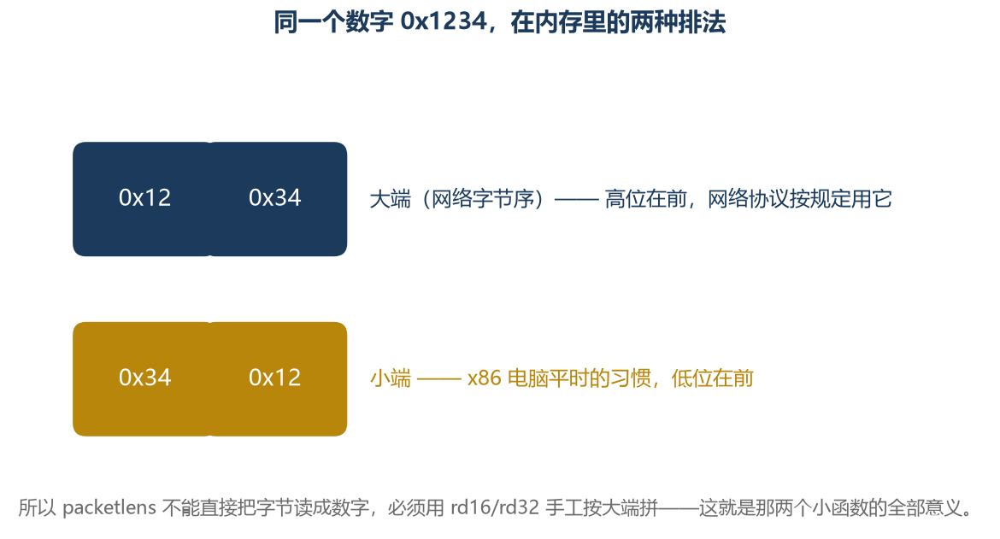 同一个数字 0x1234，在内存里的两种排法
0x12 0x34 大端（网络字节序）—— 高位在前，网络协议按规定用它
0x34 0x12 小端 —— x86 电脑平时的习惯，低位在前
所以 packetlens 不能直接把字节读成数字，必须用 rd16/rd32 手工按大端拼——这就是那两个小函数的全部意义。